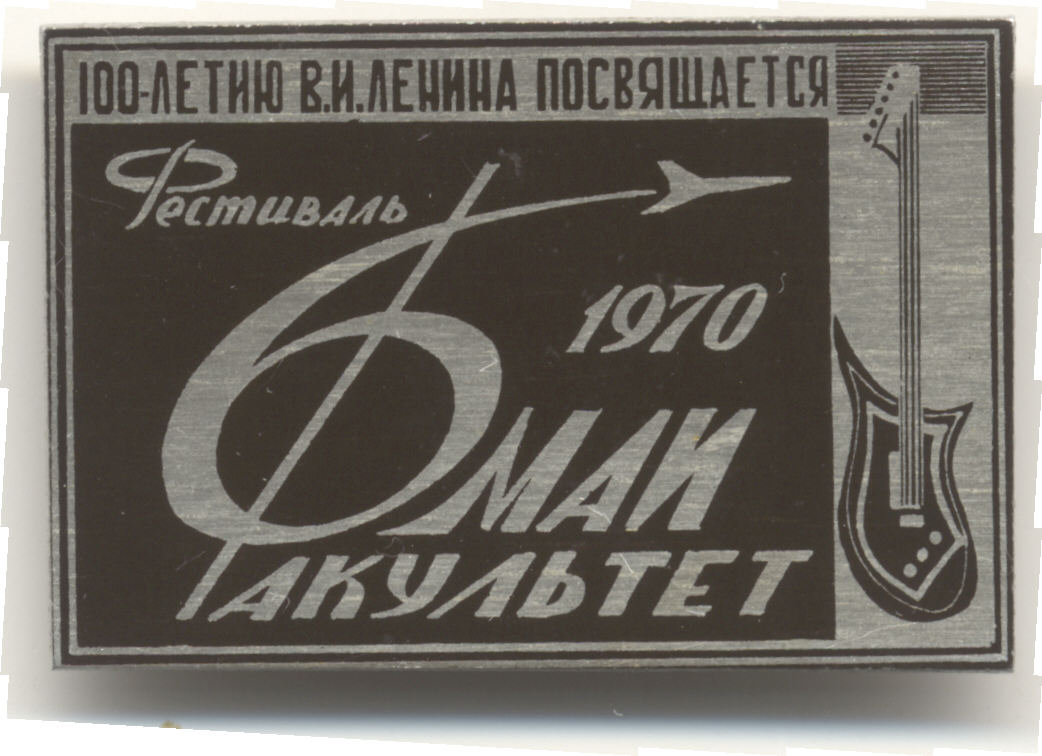 100-ЛЕТИЮ В.И.ЛЕНИНА ПОСВЯЩАЕТСЯ
Фестиваль
1970
6 МАИ
ФАКУЛЬТЕТ